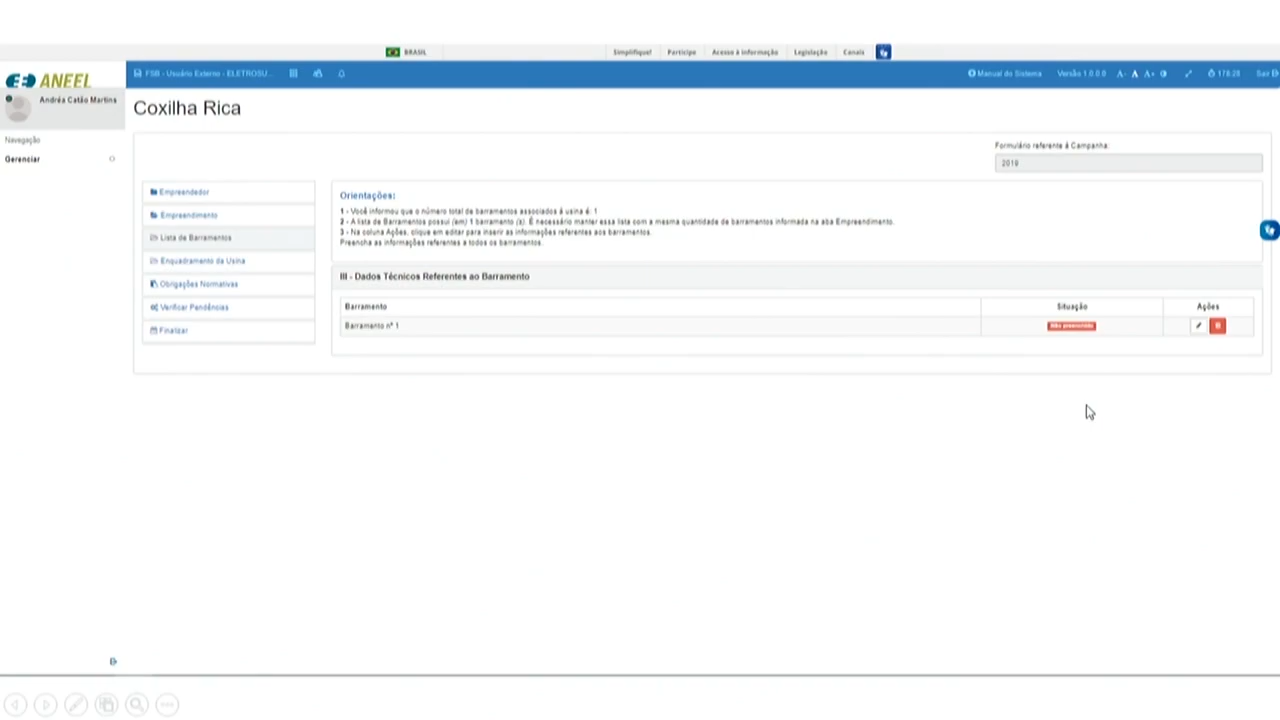 BRASIL
Simplifique! Participe Acesso à informação Legislação Canais
ANEEL
FSB - Usuário Externo - ELETROSU...
Manual do Sistema Versão 1.0.0.0 A- A A+ 178:28 Sair
Andréa Catão Martins
Coxilha Rica
Navegação
Gerenciar
Formulário referente à Campanha:
2019
Empreendedor
Empreendimento
Lista de Barramentos
Enquadramento da Usina
Obrigações Normativas
Verificar Pendências
Finalizar
Orientações:
1 - Você informou que o número total de barramentos associados à usina é: 1
2 - A lista de Barramentos possui (em) 1 barramento (s). É necessário manter essa lista com a mesma quantidade de barramentos informada na aba Empreendimento.
3 - Na coluna Ações, clique em editar para inserir as informações referentes aos barramentos.
Preencha as informações referentes a todos os barramentos.
III - Dados Técnicos Referentes ao Barramento
Barramento Situação Ações
Barramento nº 1 Não preenchido